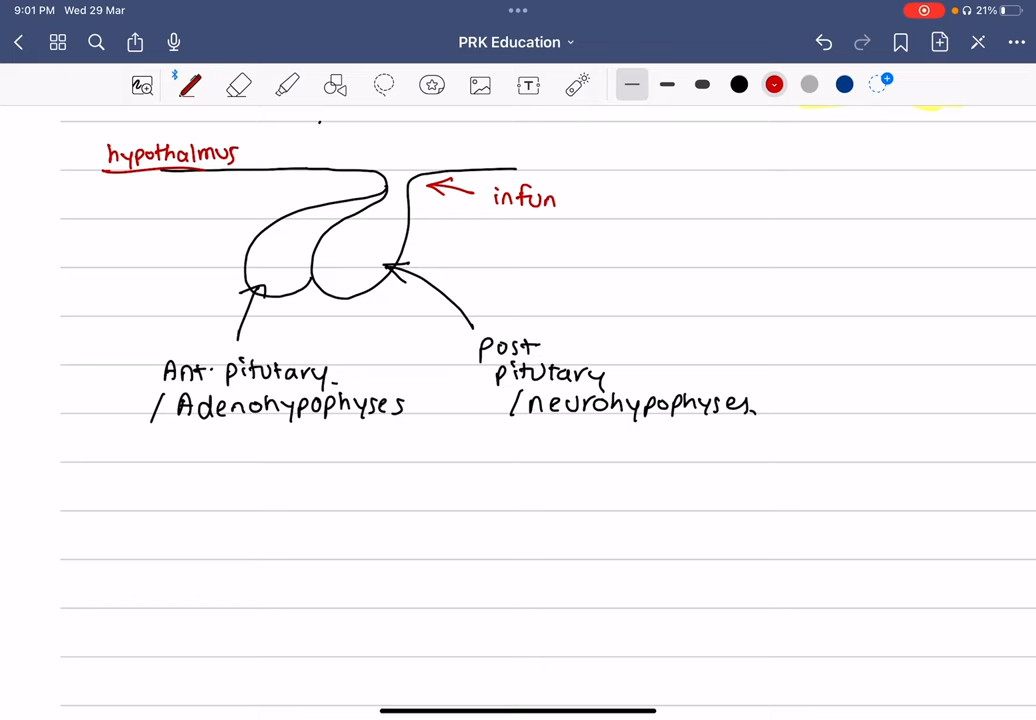 9:01 PM Wed 29 Mar
21%
PRK Education
T
hypothalmus
infun
Ant. pitutary.
/ Adenohypophyses
post
pitutary
/neurohypophyses.